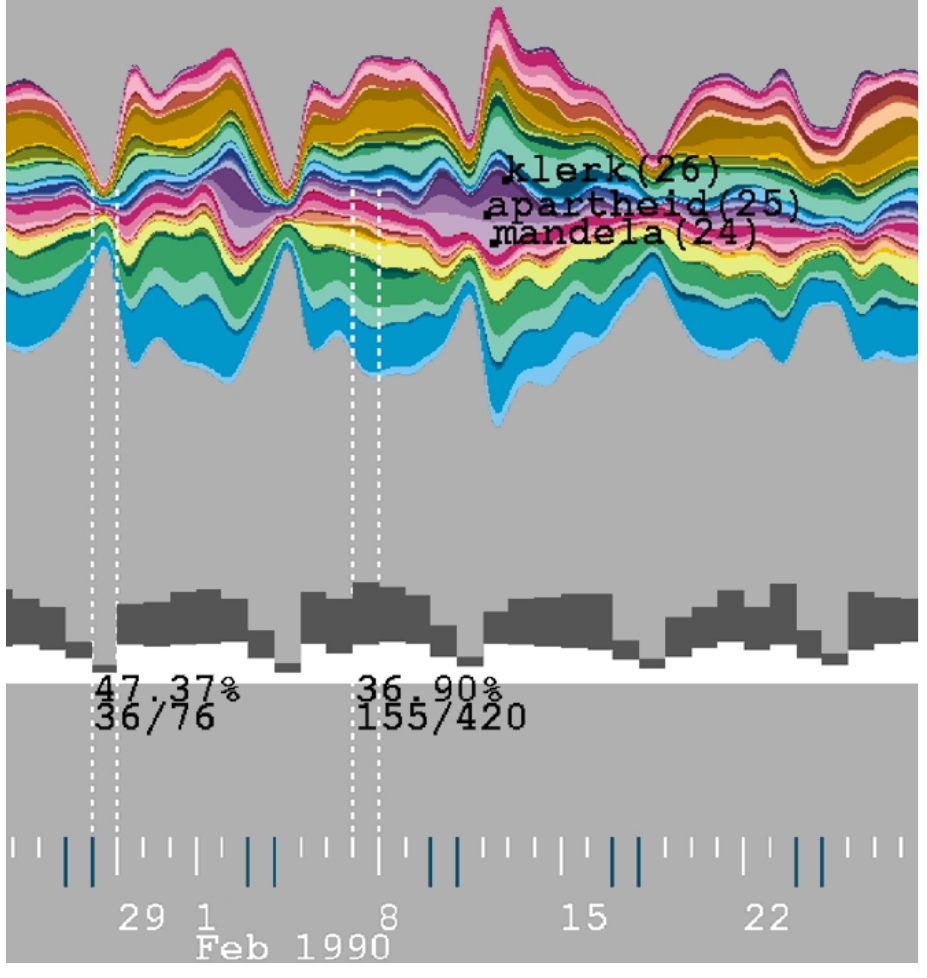 klerk(26)
apartheid(25)
mandela(24)
47.37% 36.90%
36/76 155/420
29 1 8 15 22
Feb 1990